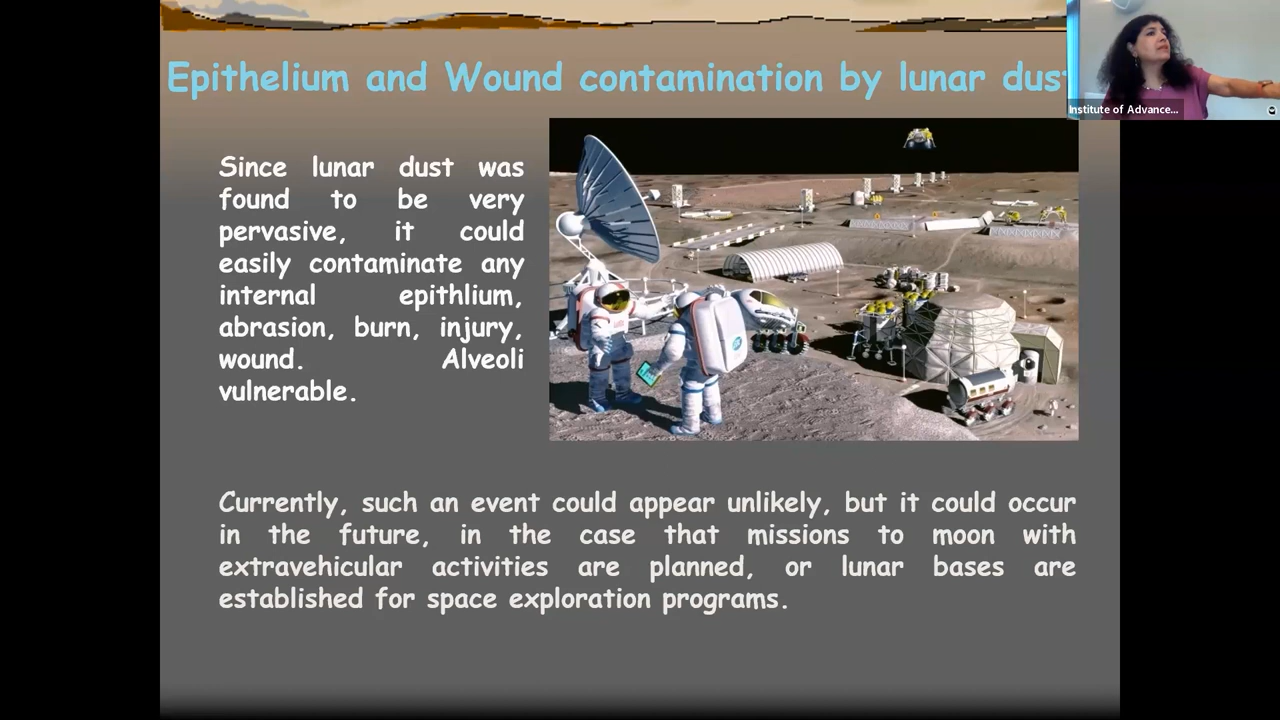 Epithelium and Wound contamination by lunar dust
Institute of Advance...
Since lunar dust was
found to be very
pervasive, it could
easily contaminate any
internal epithlium,
abrasion, burn, injury,
wound. Alveoli
vulnerable.
Currently, such an event could appear unlikely, but it could occur
in the future, in the case that missions to moon with
extravehicular activities are planned, or lunar bases are
established for space exploration programs.